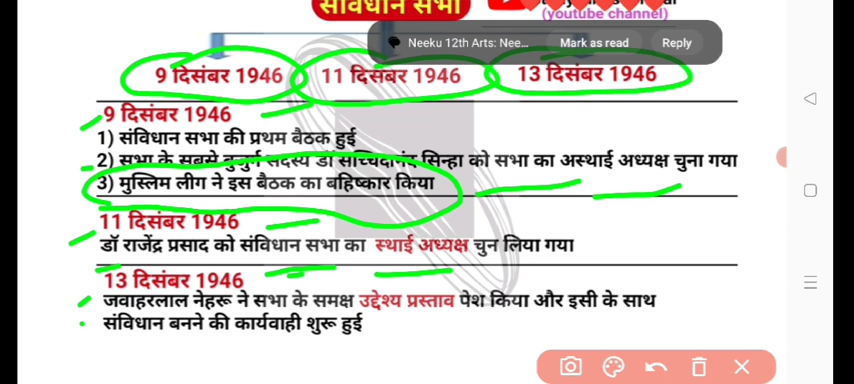 संविधान सभा
(youtube channel)
Neeku 12th Arts: Nee... Mark as read Reply
9 दिसंबर 1946 11 दिसंबर 1946 13 दिसंबर 1946
9 दिसंबर 1946
1) संविधान सभा की प्रथम बैठक हुई
2) सभा के सबसे बुजुर्ग सदस्य डॉ सच्चिदानंद सिन्हा को सभा का अस्थाई अध्यक्ष चुना गया
3) मुस्लिम लीग ने इस बैठक का बहिष्कार किया
11 दिसंबर 1946
डॉ राजेंद्र प्रसाद को संविधान सभा का स्थाई अध्यक्ष चुन लिया गया
13 दिसंबर 1946
जवाहरलाल नेहरू ने सभा के समक्ष उद्देश्य प्रस्ताव पेश किया और इसी के साथ
संविधान बनने की कार्यवाही शुरू हुई